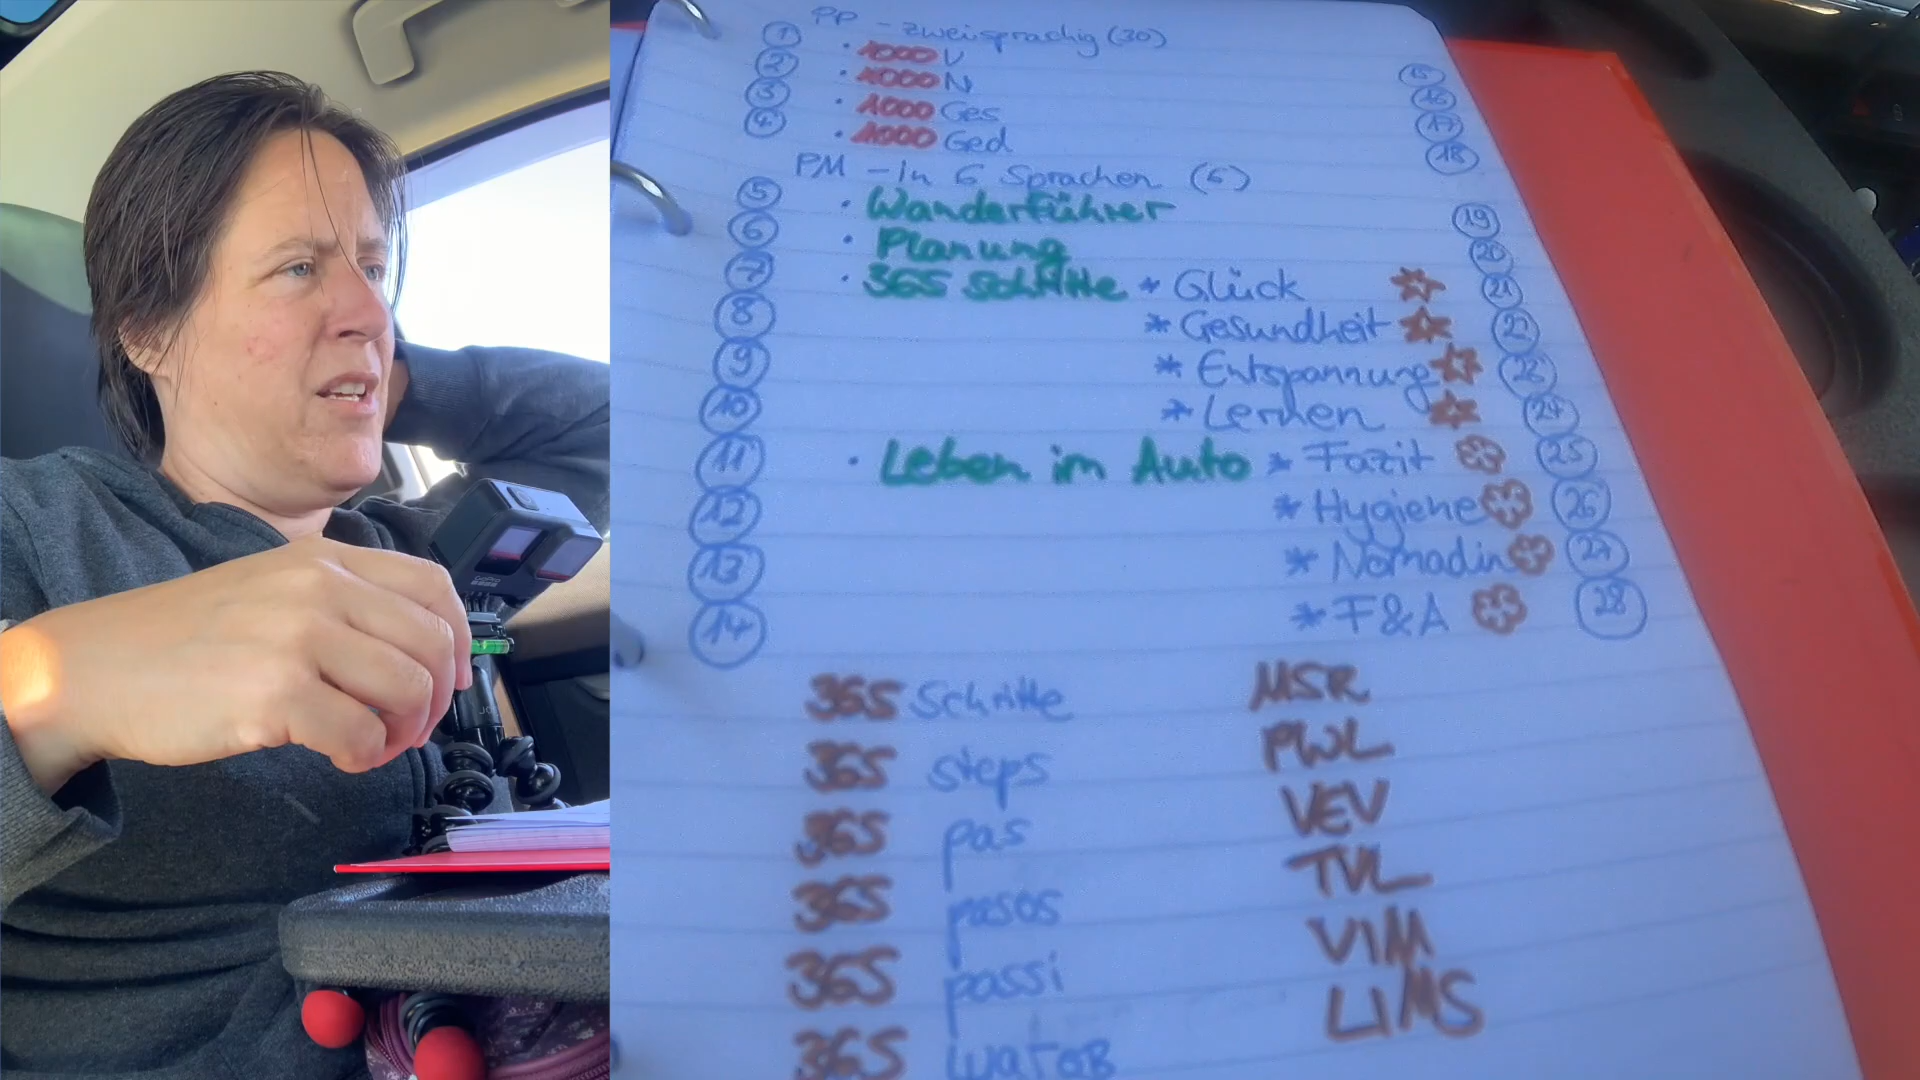 PP - zweisprachig (30)
① · 1000 V ⑮
② · 1000 N ⑯
③ · 1000 Ges ⑰
④ · 1000 Ged ⑱
PM - in 6 Sprachen (6)
⑤ · Wanderführer ⑲
⑥ · Planung ⑳
⑦ · 365 Schritte * Glück ㉑
⑧ * Gesundheit ㉒
⑨ * Entspannung ㉓
⑩ * Lernen ㉔
⑪ · Leben im Auto * Fazit ㉕
⑫ * Hygiene ㉖
⑬ * Nomadin ㉗
⑭ * F&A ㉘
365 Schritte MSR
365 steps PWL
365 pas VEV
365 pasos TVL
365 passi VIM
365 шагов LIMS
GoPro